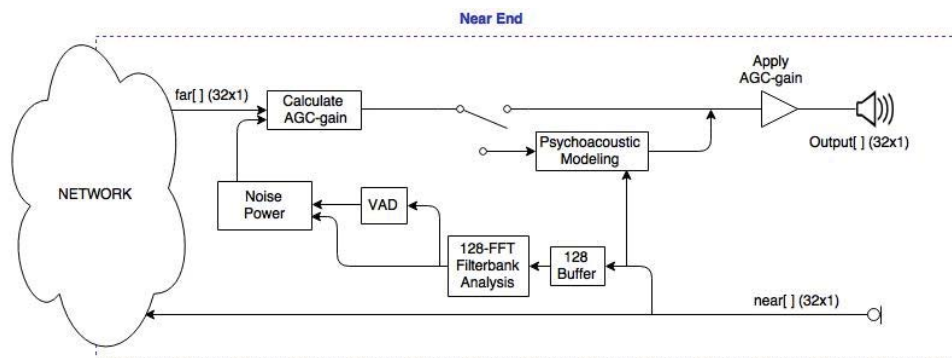 Near End
Apply
AGC-gain
far[ ] (32x1)
Calculate
AGC-gain
Output[ ] (32x1)
Psychoacoustic
Modeling
NETWORK
Noise
Power
VAD
128-FFT
Filterbank
Analysis
128
Buffer
near[ ] (32x1)